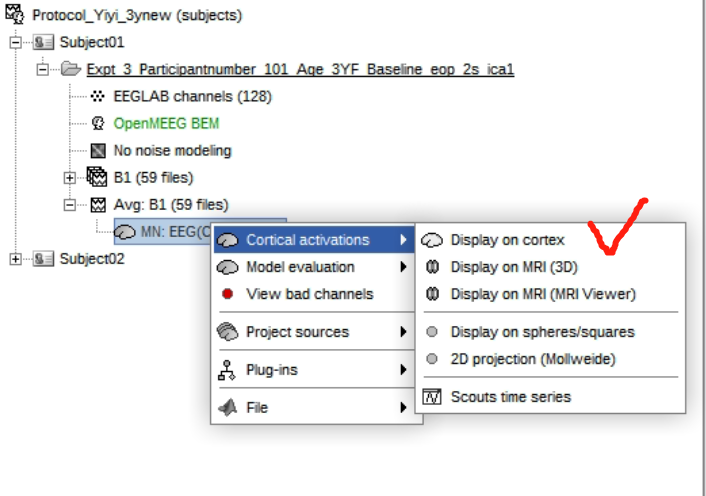 Protocol_Yiyi_3ynew (subjects)
Subject01
Expt_3_Participantnumber_101_Age_3YF_Baseline_eop_2s_ica1
EEGLAB channels (128)
OpenMEEG BEM
No noise modeling
B1 (59 files)
Avg: B1 (59 files)
MN: EEG(
Subject02
Cortical activations
Model evaluation
View bad channels
Project sources
Plug-ins
File
Display on cortex
Display on MRI (3D)
Display on MRI (MRI Viewer)
Display on spheres/squares
2D projection (Mollweide)
Scouts time series